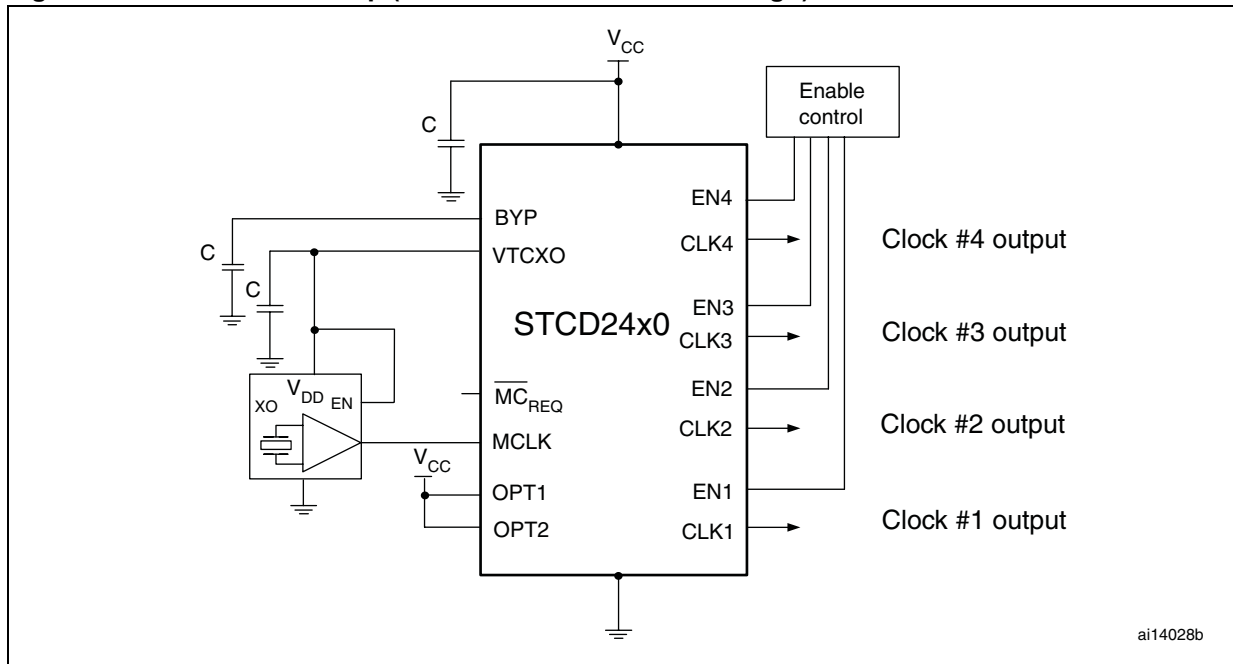 V_CC
Enable
control
C
EN4
BYP
CLK4
Clock #4 output
VTCXO
C
C
EN3
STCD24x0
CLK3
Clock #3 output
V_DD
EN
XO
EN2
MC_REQ
CLK2
Clock #2 output
MCLK
V_CC
OPT1
EN1
OPT2
CLK1
Clock #1 output
ai14028b